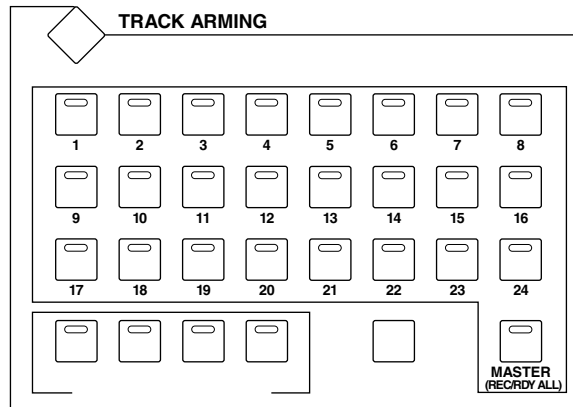 TRACK ARMING
1 2 3 4 5 6 7 8
9 10 11 12 13 14 15 16
17 18 19 20 21 22 23 24
MASTER
(REC/RDY ALL)